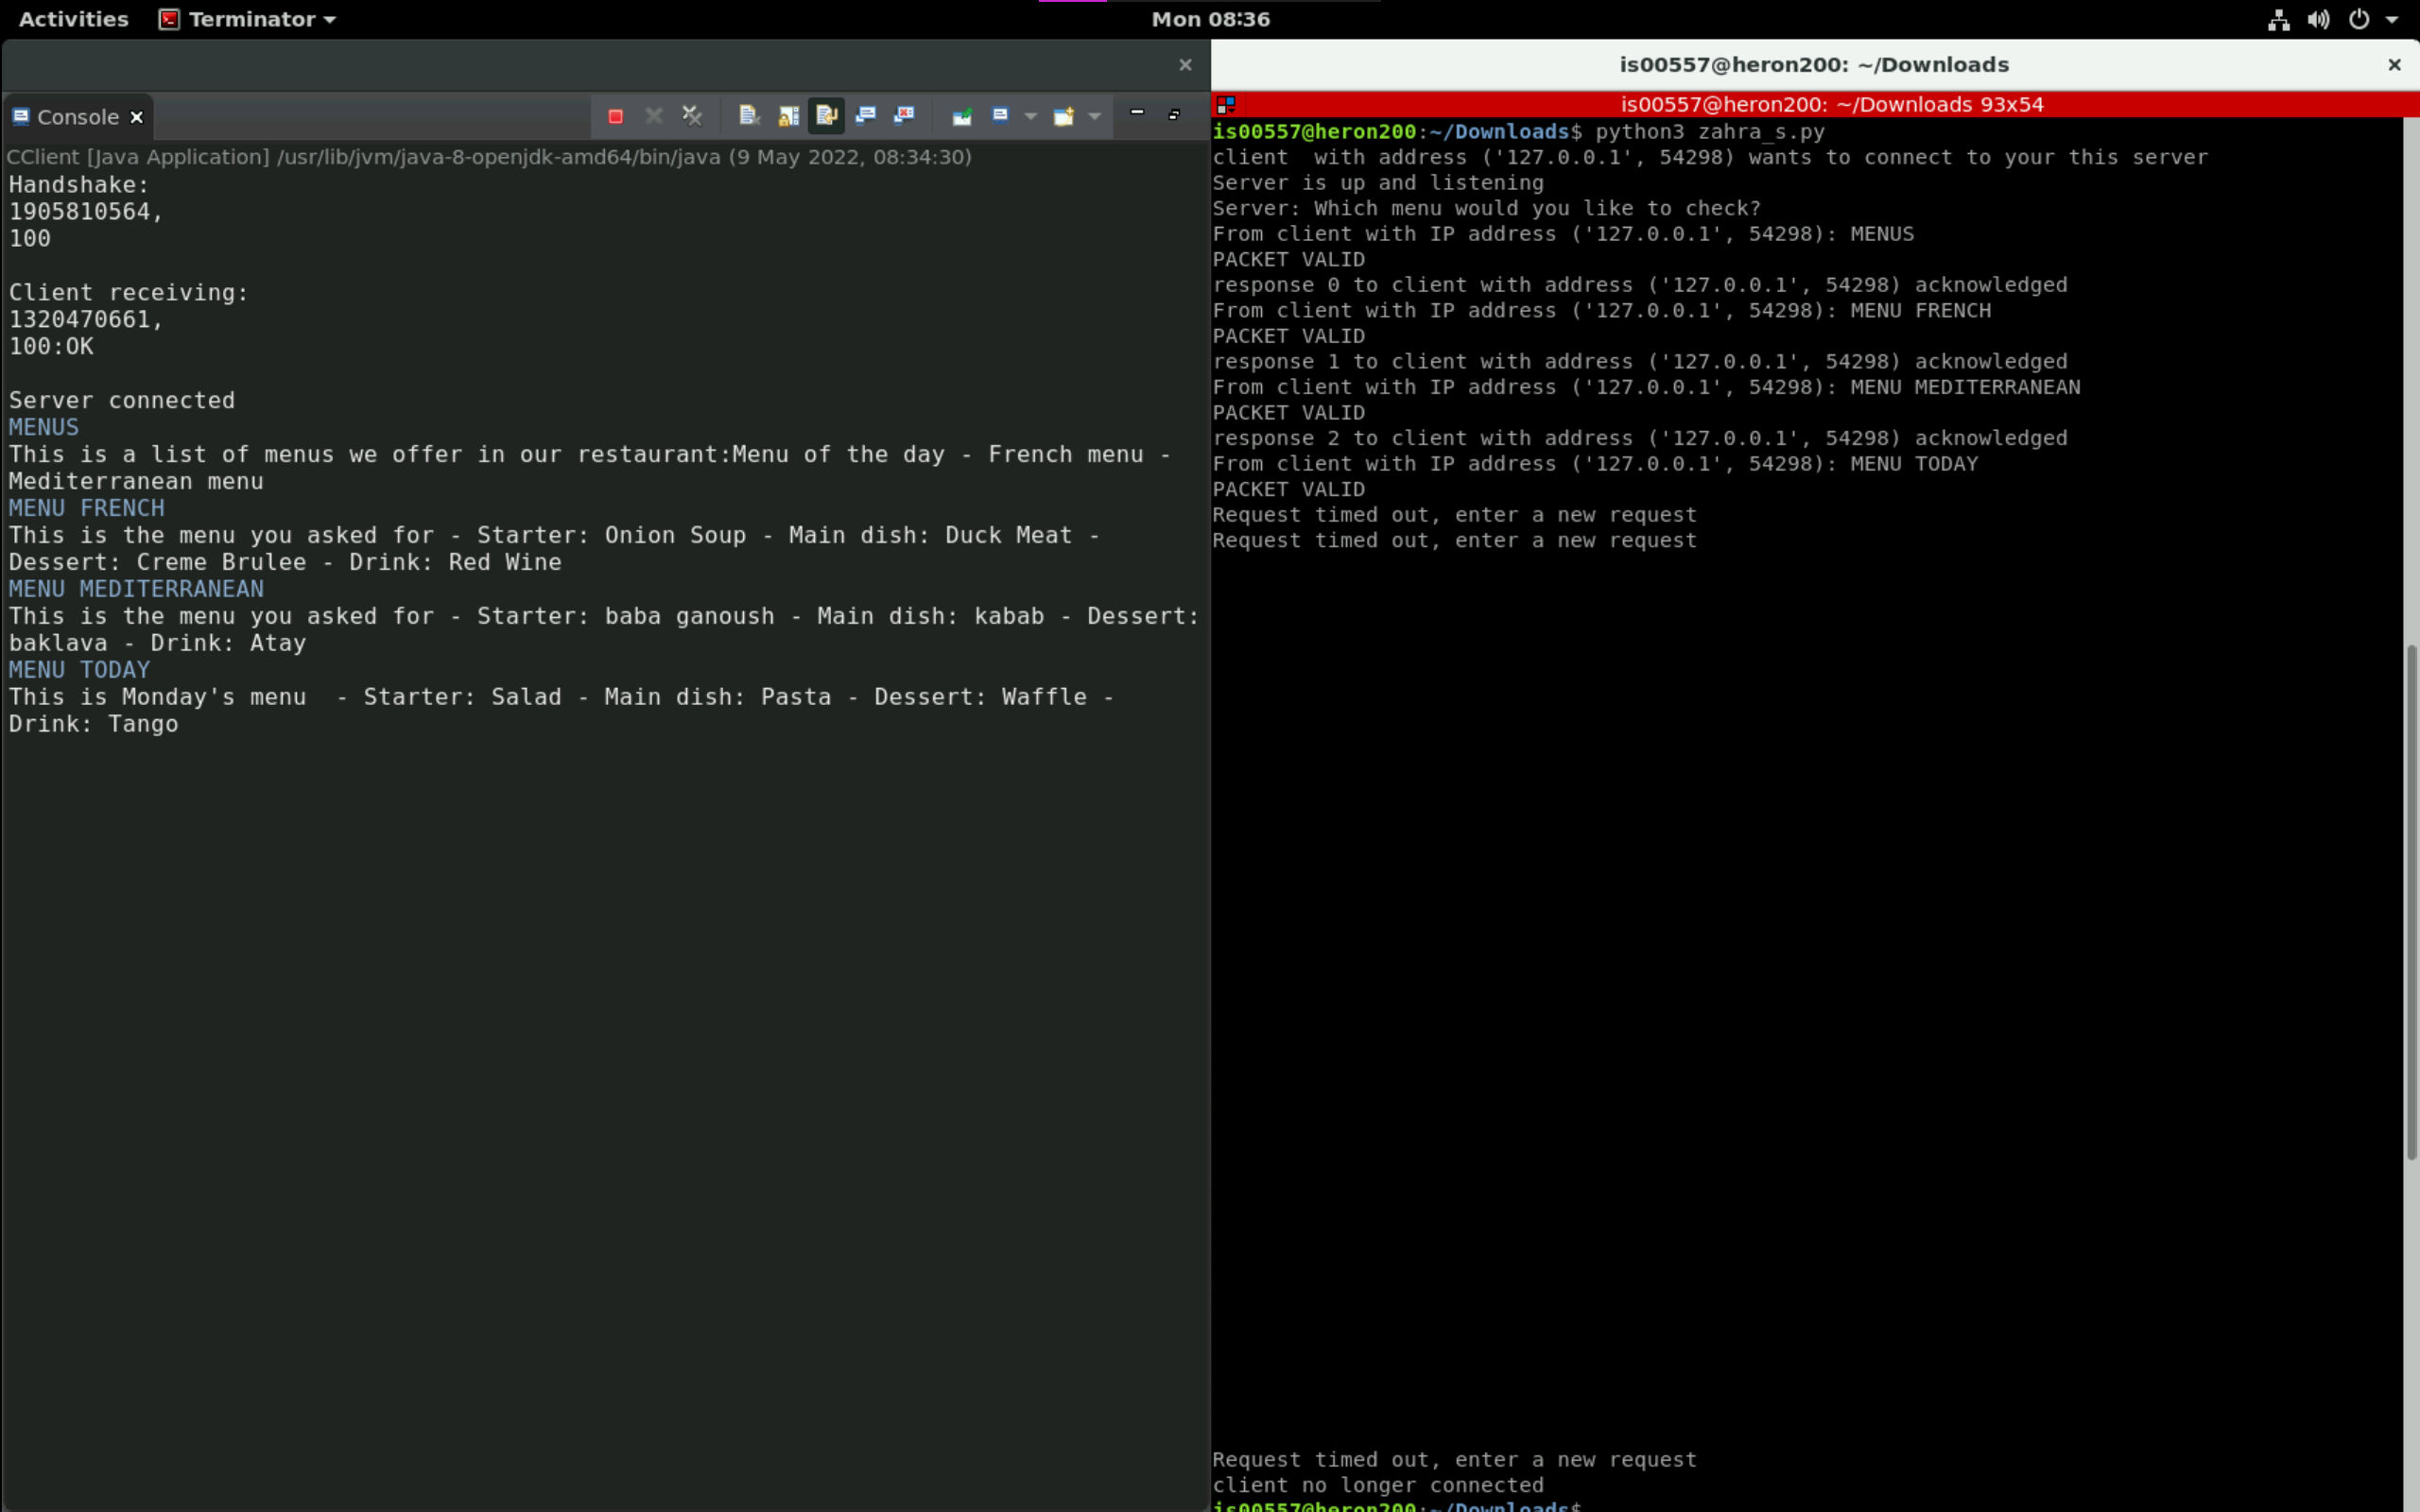 Activities Terminator Mon 08:36
is00557@heron200: ~/Downloads
Console
CClient [Java Application] /usr/lib/jvm/java-8-openjdk-amd64/bin/java (9 May 2022, 08:34:30)
Handshake:
1905810564,
100
Client receiving:
1320470661,
100:OK
Server connected
MENUS
This is a list of menus we offer in our restaurant:Menu of the day - French menu -
Mediterranean menu
MENU FRENCH
This is the menu you asked for - Starter: Onion Soup - Main dish: Duck Meat -
Dessert: Creme Brulee - Drink: Red Wine
MENU MEDITERRANEAN
This is the menu you asked for - Starter: baba ganoush - Main dish: kabab - Dessert:
baklava - Drink: Atay
MENU TODAY
This is Monday's menu  - Starter: Salad - Main dish: Pasta - Dessert: Waffle -
Drink: Tango
is00557@heron200: ~/Downloads 93x54
is00557@heron200:~/Downloads$ python3 zahra_s.py
client  with address ('127.0.0.1', 54298) wants to connect to your this server
Server is up and listening
Server: Which menu would you like to check?
From client with IP address ('127.0.0.1', 54298): MENUS
PACKET VALID
response 0 to client with address ('127.0.0.1', 54298) acknowledged
From client with IP address ('127.0.0.1', 54298): MENU FRENCH
PACKET VALID
response 1 to client with address ('127.0.0.1', 54298) acknowledged
From client with IP address ('127.0.0.1', 54298): MENU MEDITERRANEAN
PACKET VALID
response 2 to client with address ('127.0.0.1', 54298) acknowledged
From client with IP address ('127.0.0.1', 54298): MENU TODAY
PACKET VALID
Request timed out, enter a new request
Request timed out, enter a new request
Request timed out, enter a new request
client no longer connected
is00557@heron200:~/Downloads$